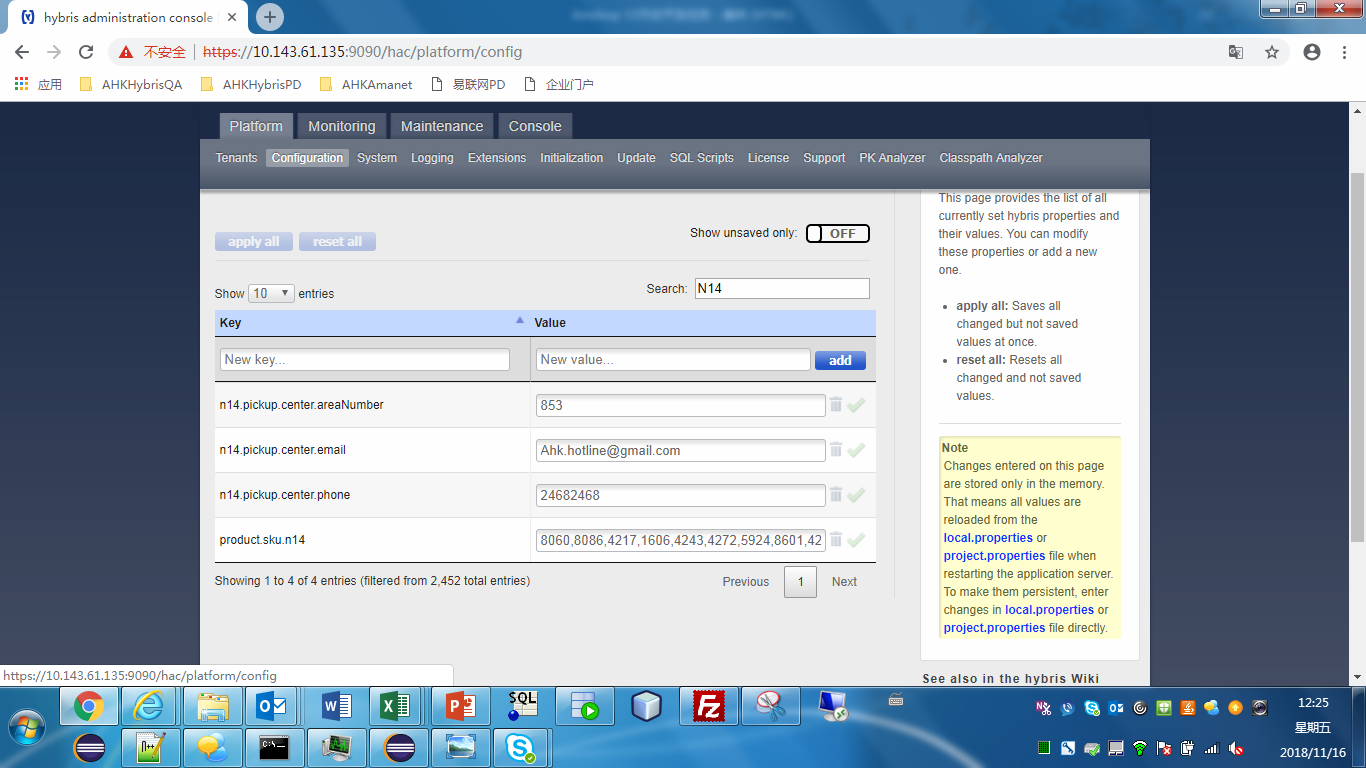 hybris administration console
不安全 https://10.143.61.135:9090/hac/platform/config
应用 AHKHybrisQA AHKHybrisPD AHKAmanet 易联网PD 企业门户
Platform Monitoring Maintenance Console
Tenants Configuration System Logging Extensions Initialization Update SQL Scripts License Support PK Analyzer Classpath Analyzer
apply all reset all
Show unsaved only: OFF
Show 10 entries
Search: N14
Key Value
New key... New value... add
n14.pickup.center.areaNumber 853
n14.pickup.center.email Ahk.hotline@gmail.com
n14.pickup.center.phone 24682468
product.sku.n14 8060,8086,4217,1606,4243,4272,5924,8601,42
Showing 1 to 4 of 4 entries (filtered from 2,452 total entries)
Previous 1 Next
This page provides the list of all
currently set hybris properties and
their values. You can modify
these properties or add a new
one.
apply all: Saves all
changed but not saved
values at once.
reset all: Resets all
changed and not saved
values.
Note
Changes entered on this page
are stored only in the memory.
That means all values are
reloaded from the
local.properties or
project.properties file when
restarting the application server.
To make them persistent, enter
changes in local.properties or
project.properties file directly.
See also in the hybris Wiki
https://10.143.61.135:9090/hac/platform/config
SQL
12:25
星期五
2018/11/16